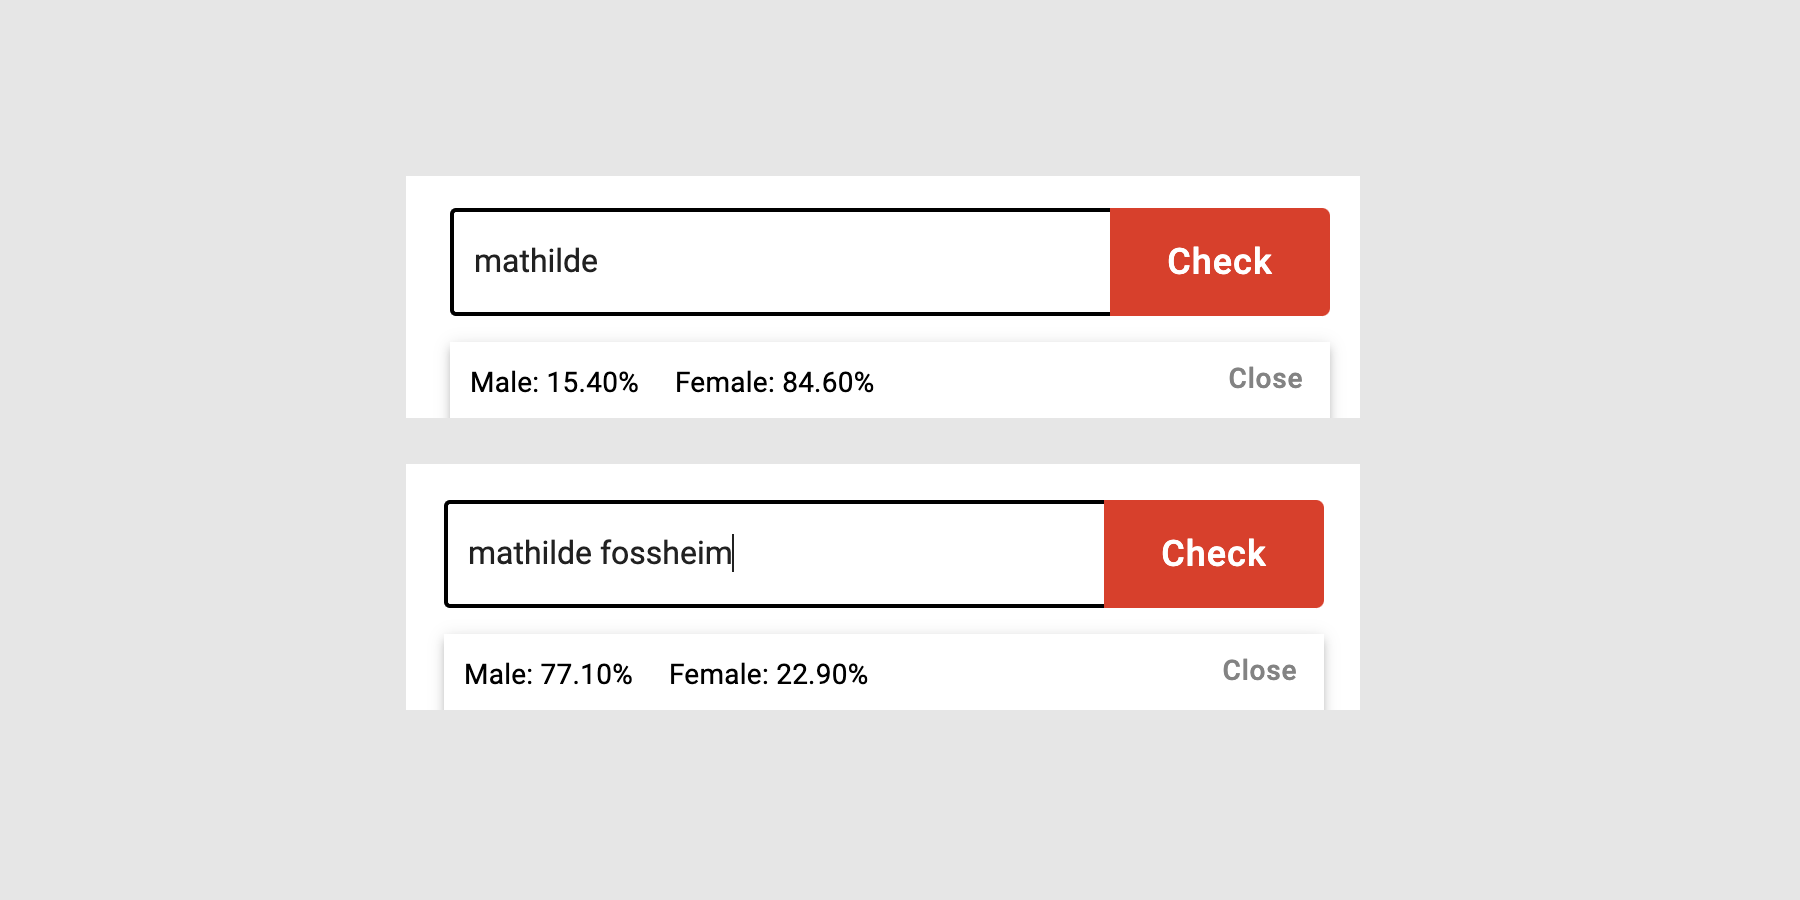 mathilde Check
Male: 15.40% Female: 84.60% Close
mathilde fossheim Check
Male: 77.10% Female: 22.90% Close